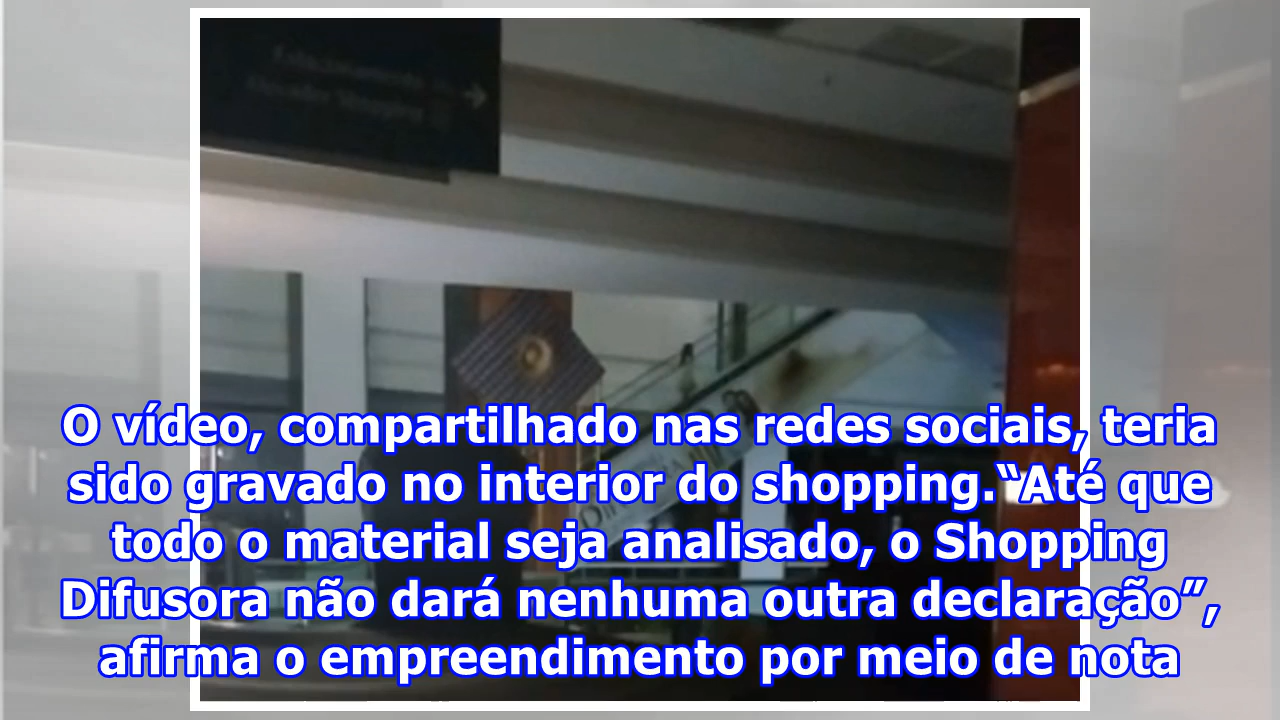 O vídeo, compartilhado nas redes sociais, teria
sido gravado no interior do shopping.“Até que
todo o material seja analisado, o Shopping
Difusora não dará nenhuma outra declaração”,
afirma o empreendimento por meio de nota